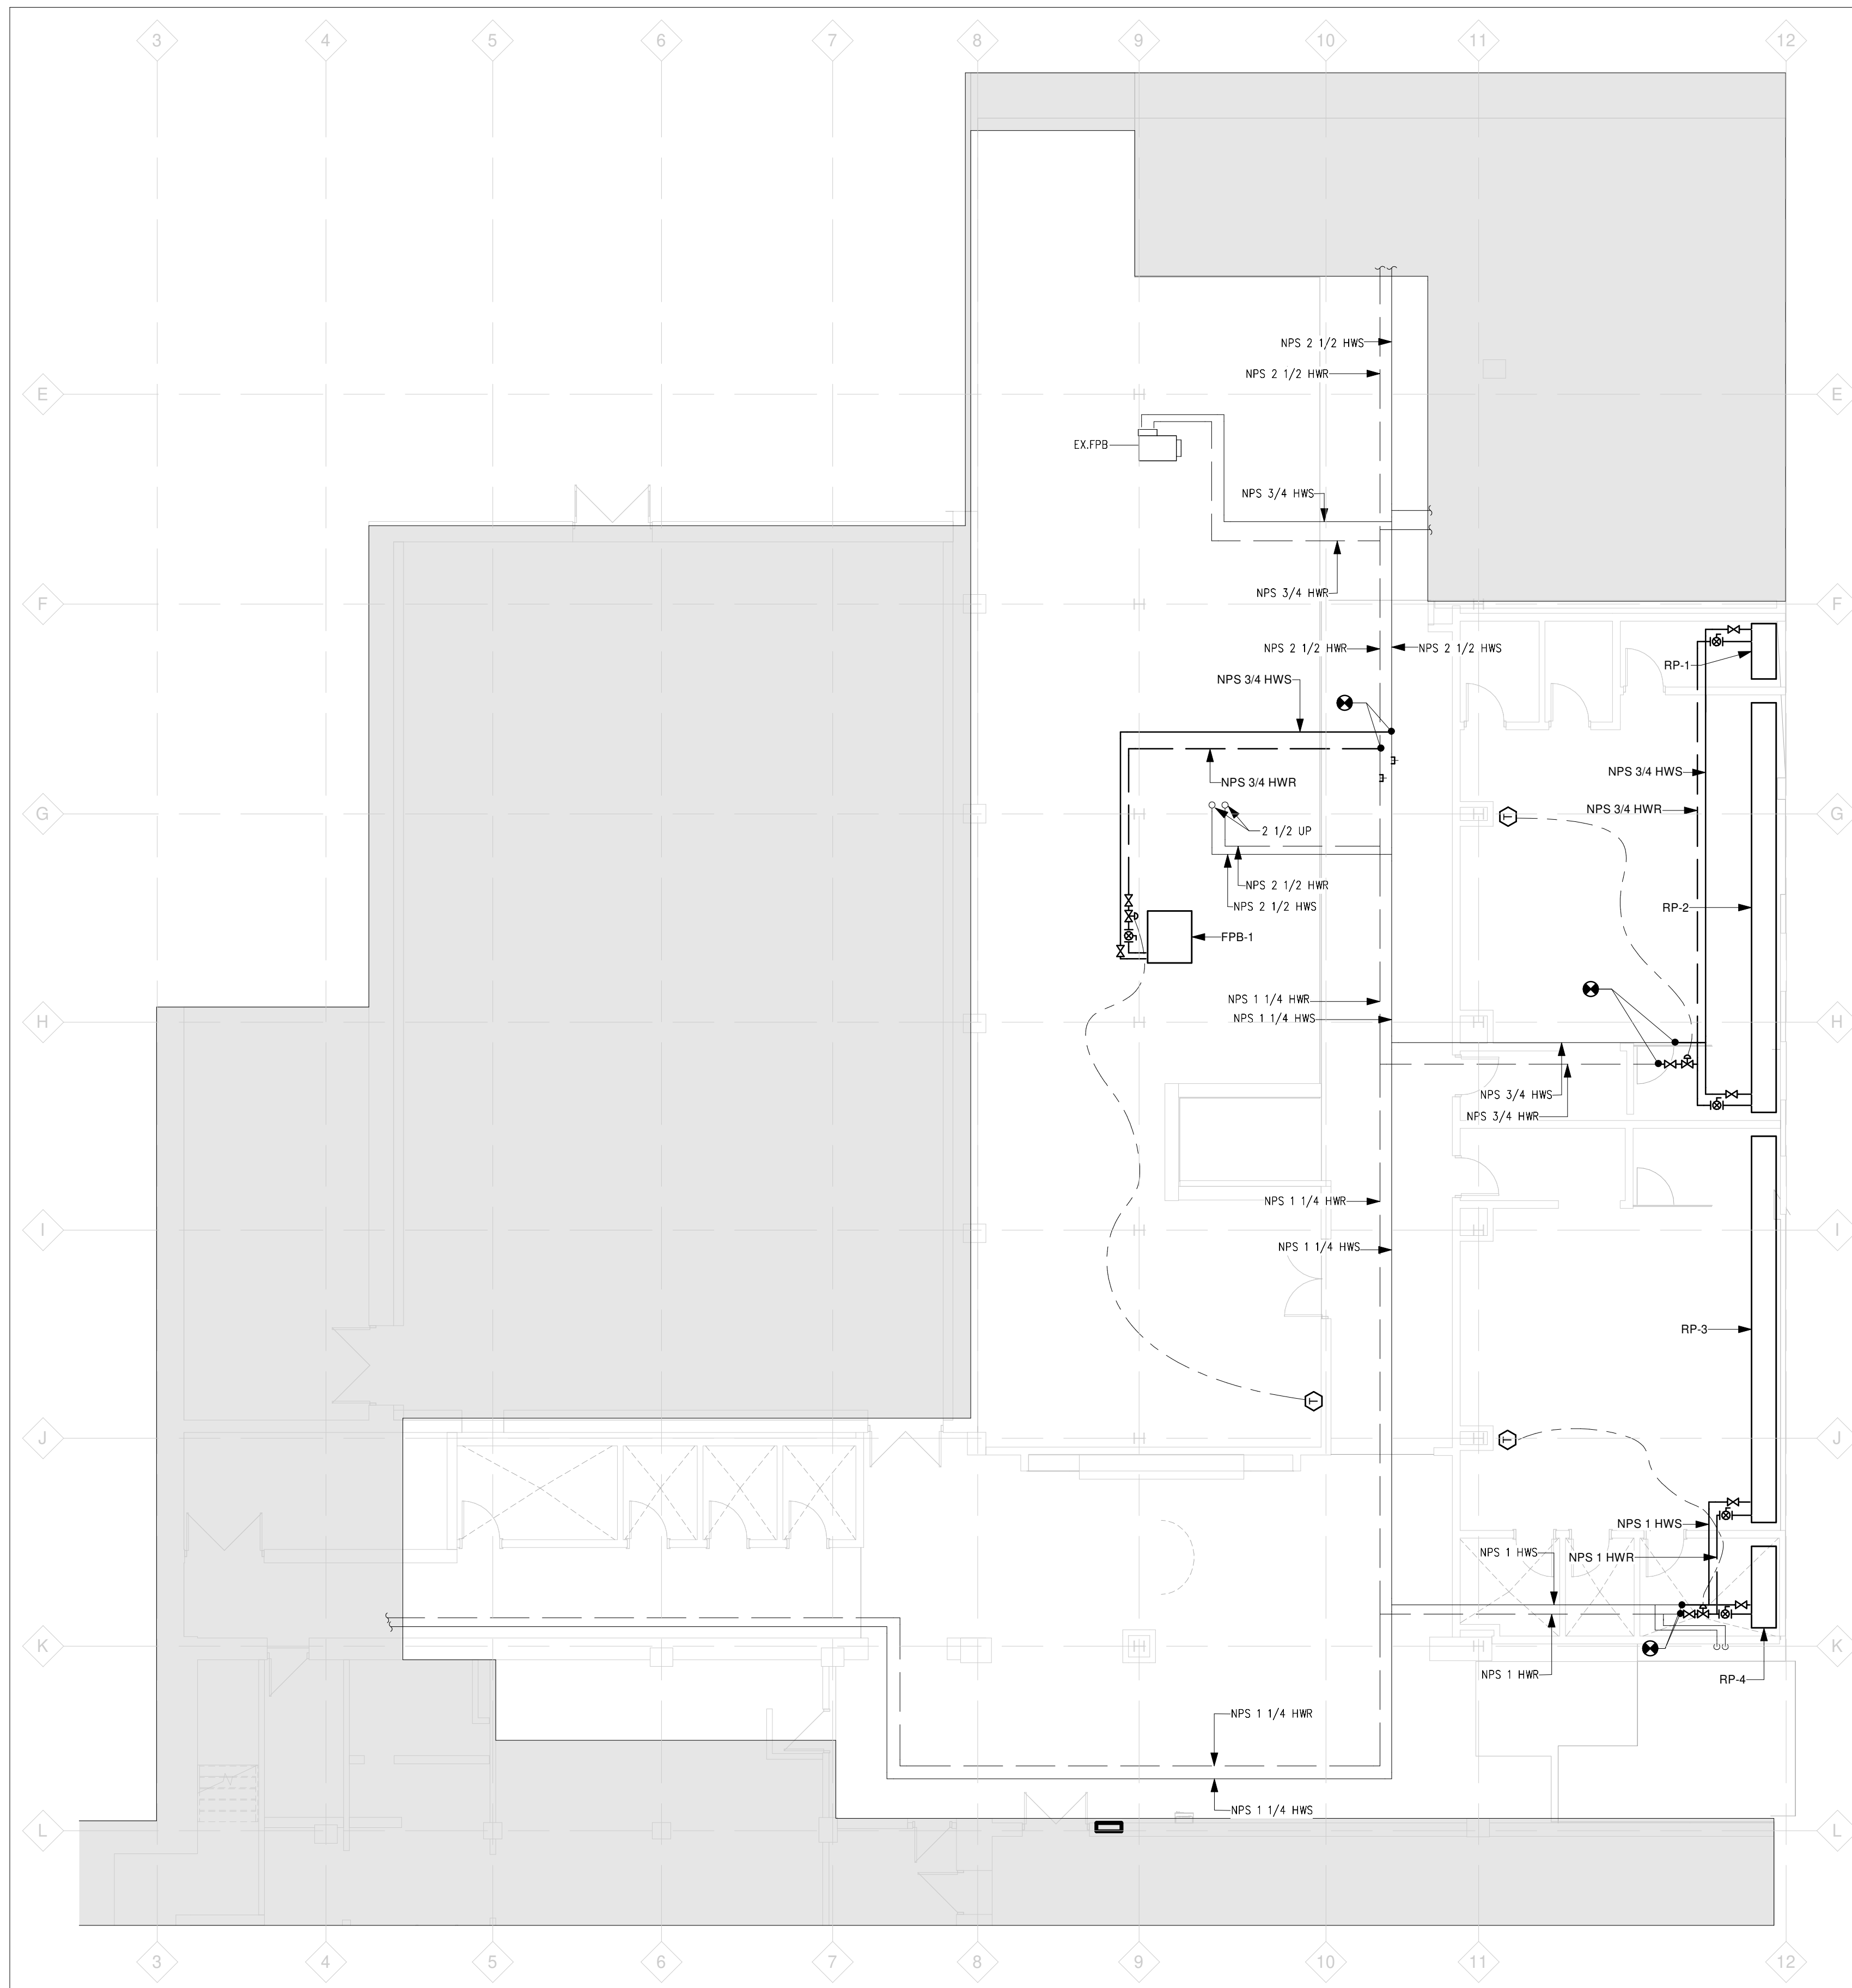 3 4 5 6 7 8 9 10 11 12
NPS 2 1/2 HWS
NPS 2 1/2 HWR
E E
EX.FPB
NPS 3/4 HWS
NPS 3/4 HWR
F F
NPS 2 1/2 HWR
NPS 2 1/2 HWS
RP-1
NPS 3/4 HWS
NPS 3/4 HWS
NPS 3/4 HWR
NPS 3/4 HWR
G G
T
2 1/2 UP
NPS 2 1/2 HWR
NPS 2 1/2 HWS
RP-2
FPB-1
NPS 1 1/4 HWR
NPS 1 1/4 HWS
H H
NPS 3/4 HWS
NPS 3/4 HWR
NPS 1 1/4 HWR
I I
NPS 1 1/4 HWS
RP-3
T
J J
T
NPS 1 HWS
NPS 1 HWS
NPS 1 HWR
K K
NPS 1 HWR
RP-4
NPS 1 1/4 HWR
NPS 1 1/4 HWS
L L
3 4 5 6 7 8 9 10 11 12